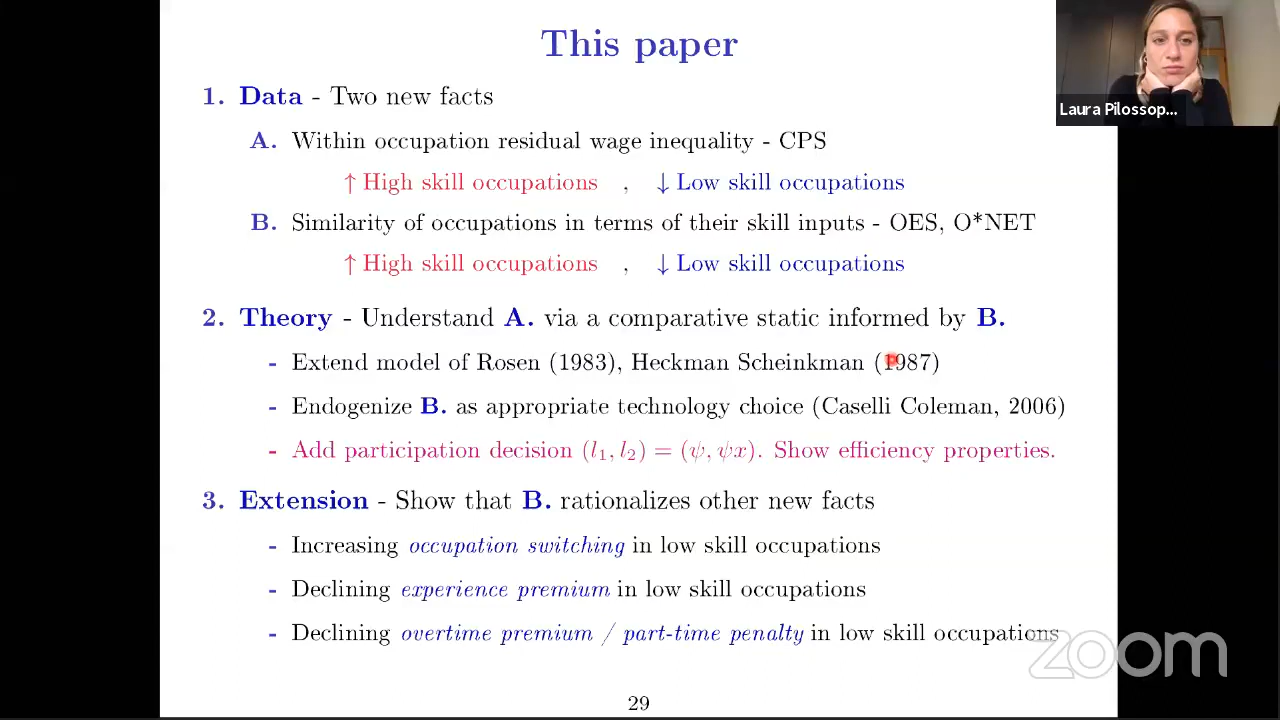 This paper
1. Data - Two new facts
A. Within occupation residual wage inequality - CPS
↑ High skill occupations , ↓ Low skill occupations
B. Similarity of occupations in terms of their skill inputs - OES, O*NET
↑ High skill occupations , ↓ Low skill occupations
2. Theory - Understand A. via a comparative static informed by B.
- Extend model of Rosen (1983), Heckman Scheinkman (1987)
- Endogenize B. as appropriate technology choice (Caselli Coleman, 2006)
- Add participation decision (l₁, l₂) = (ψ, ψx). Show efficiency properties.
3. Extension - Show that B. rationalizes other new facts
- Increasing occupation switching in low skill occupations
- Declining experience premium in low skill occupations
- Declining overtime premium / part-time penalty in low skill occupations
29
Laura Pilossop...
zoom